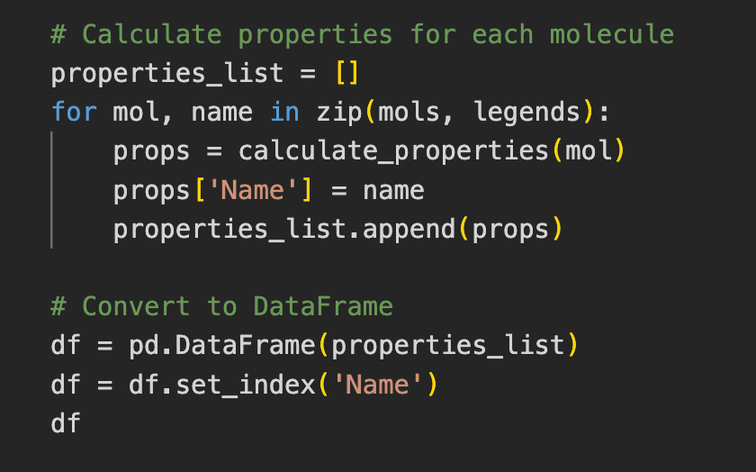 # Calculate properties for each molecule
properties_list = []
for mol, name in zip(mols, legends):
    props = calculate_properties(mol)
    props['Name'] = name
    properties_list.append(props)

# Convert to DataFrame
df = pd.DataFrame(properties_list)
df = df.set_index('Name')
df